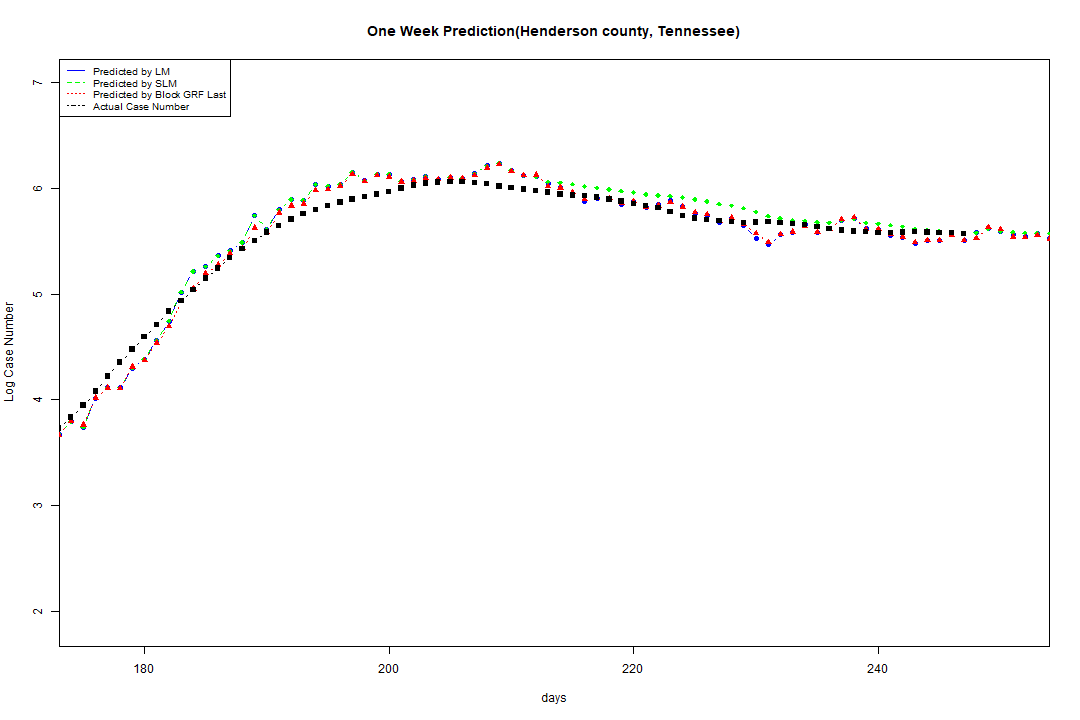 One Week Prediction(Henderson county, Tennessee)
Predicted by LM
Predicted by SLM
Predicted by Block GRF Last
Actual Case Number
7
6
5
4
3
2
Log Case Number
180 200 220 240
days